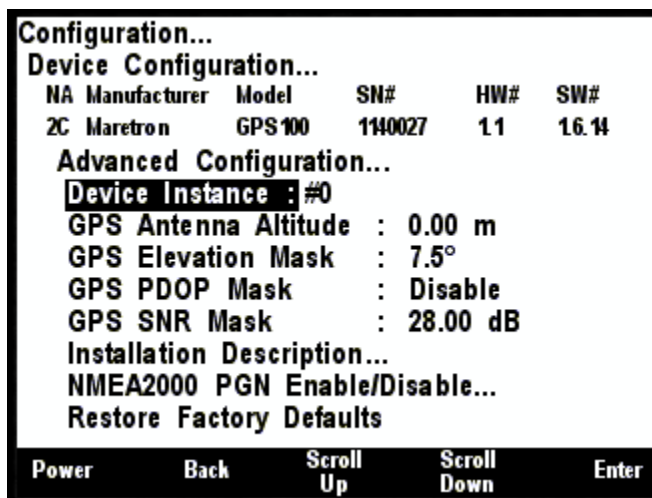 Configuration...
Device Configuration...
NA Manufacturer Model SN# HW# SW#
2C Maretron GPS100 1140027 1.1 1.6.14
Advanced Configuration...
Device Instance : #0
GPS Antenna Altitude : 0.00 m
GPS Elevation Mask : 7.5°
GPS PDOP Mask : Disable
GPS SNR Mask : 28.00 dB
Installation Description...
NMEA2000 PGN Enable/Disable...
Restore Factory Defaults
Power Back Scroll Up Scroll Down Enter